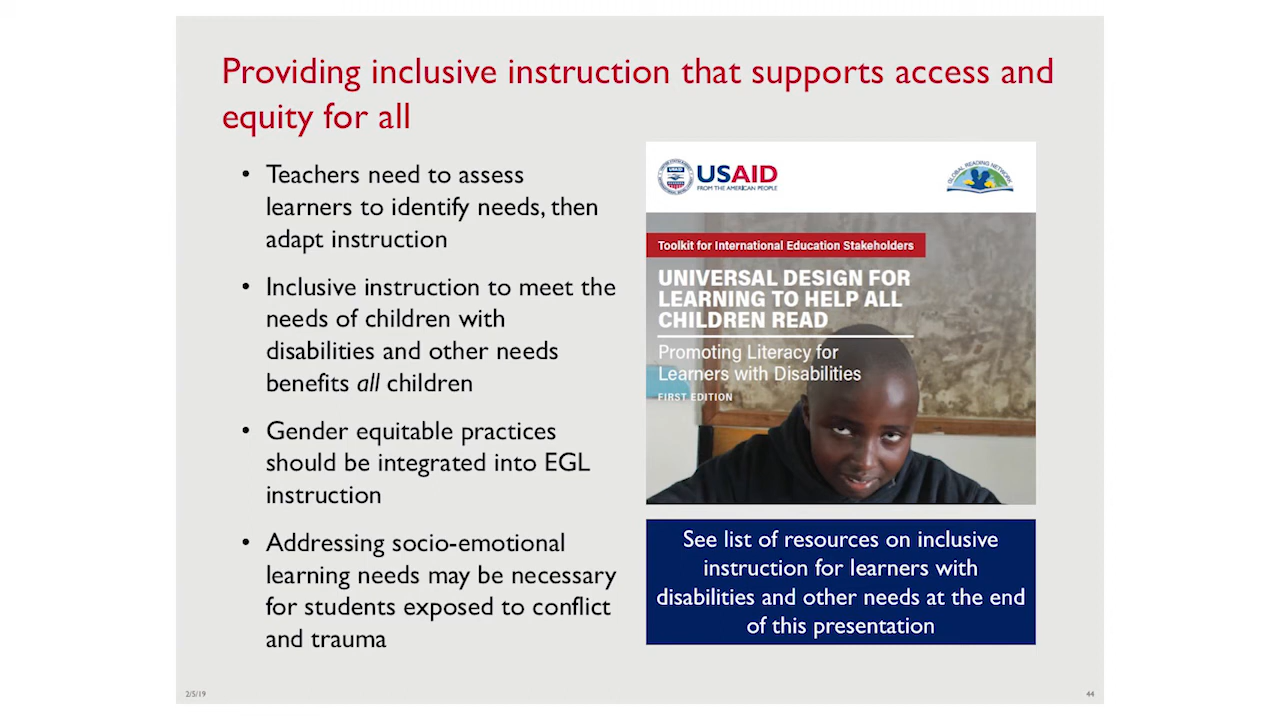 Providing inclusive instruction that supports access and
equity for all
• Teachers need to assess
learners to identify needs, then
adapt instruction
• Inclusive instruction to meet the
needs of children with
disabilities and other needs
benefits all children
• Gender equitable practices
should be integrated into EGL
instruction
• Addressing socio-emotional
learning needs may be necessary
for students exposed to conflict
and trauma
USAID
FROM THE AMERICAN PEOPLE
GLOBAL READING NETWORK
Toolkit for International Education Stakeholders
UNIVERSAL DESIGN FOR
LEARNING TO HELP ALL
CHILDREN READ
Promoting Literacy for
Learners with Disabilities
FIRST EDITION
See list of resources on inclusive
instruction for learners with
disabilities and other needs at the end
of this presentation
2/5/19
44